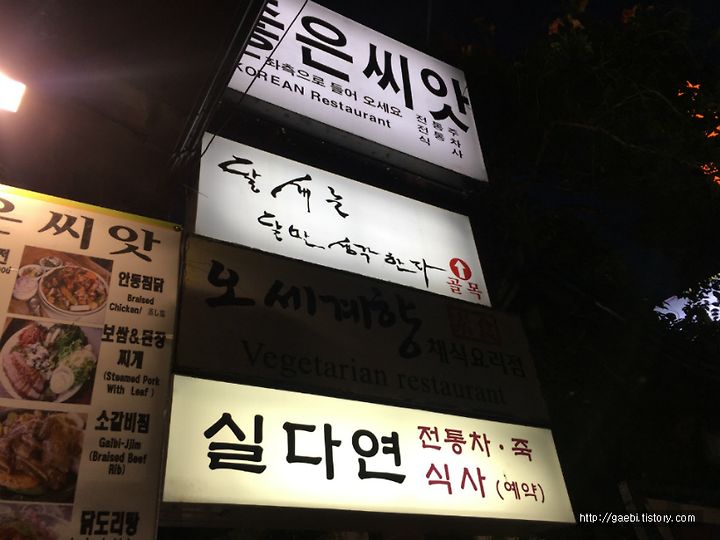 좋은씨앗
좌측으로 들어 오세요
KOREAN Restaurant
전통주
전통차
식사
달새는
달만 생각한다
골목
오세계향
채식요리점
Vegetarian restaurant
실다연
전통차·죽
식사(예약)
은씨앗
전
안동찜닭
Braised
Chicken/
보쌈&된장
찌개
(Steamed Pork
With Leaf)
소갈비찜
Galbi-Jjim
(Braised Beef
Rib)
닭도리탕
http://gaebi.tistory.com